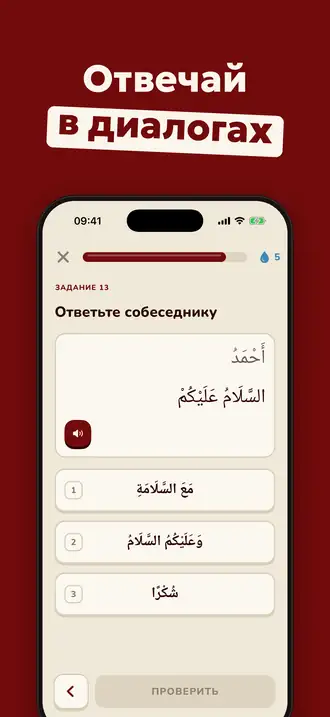 Отвечай
в диалогах
09:41
5
ЗАДАНИЕ 13
Ответьте собеседнику
أَحْمَدُ
السَّلَامُ عَلَيْكُمْ
1 مَعَ السَّلَامَةِ
2 وَعَلَيْكُمُ السَّلَامُ
3 شُكْرًا
ПРОВЕРИТЬ